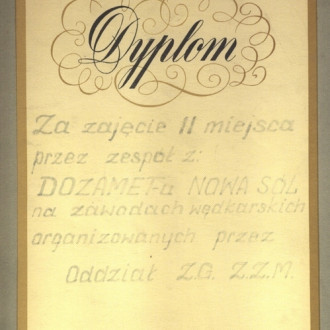 Dyplom
Za zajęcie II miejsca
przez zespół z:
DOZAMET-a NOWA SÓL
na zawodach wędkarskich
organizowanych przez
Oddział Z.G. Z.Z.M.